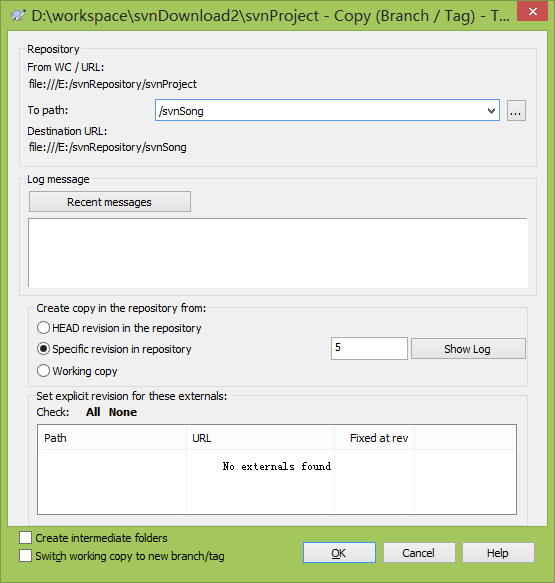 D:\workspace\svnDownload2\svnProject - Copy (Branch / Tag) - T...
Repository
From WC / URL:
file:///E:/svnRepository/svnProject
To path:
/svnSong
...
Destination URL:
file:///E:/svnRepository/svnSong
Log message
Recent messages
Create copy in the repository from:
HEAD revision in the repository
Specific revision in repository
5
Show Log
Working copy
Set explicit revision for these externals:
Check: All None
Path URL Fixed at rev
No externals found
Create intermediate folders
Switch working copy to new branch/tag
OK Cancel Help